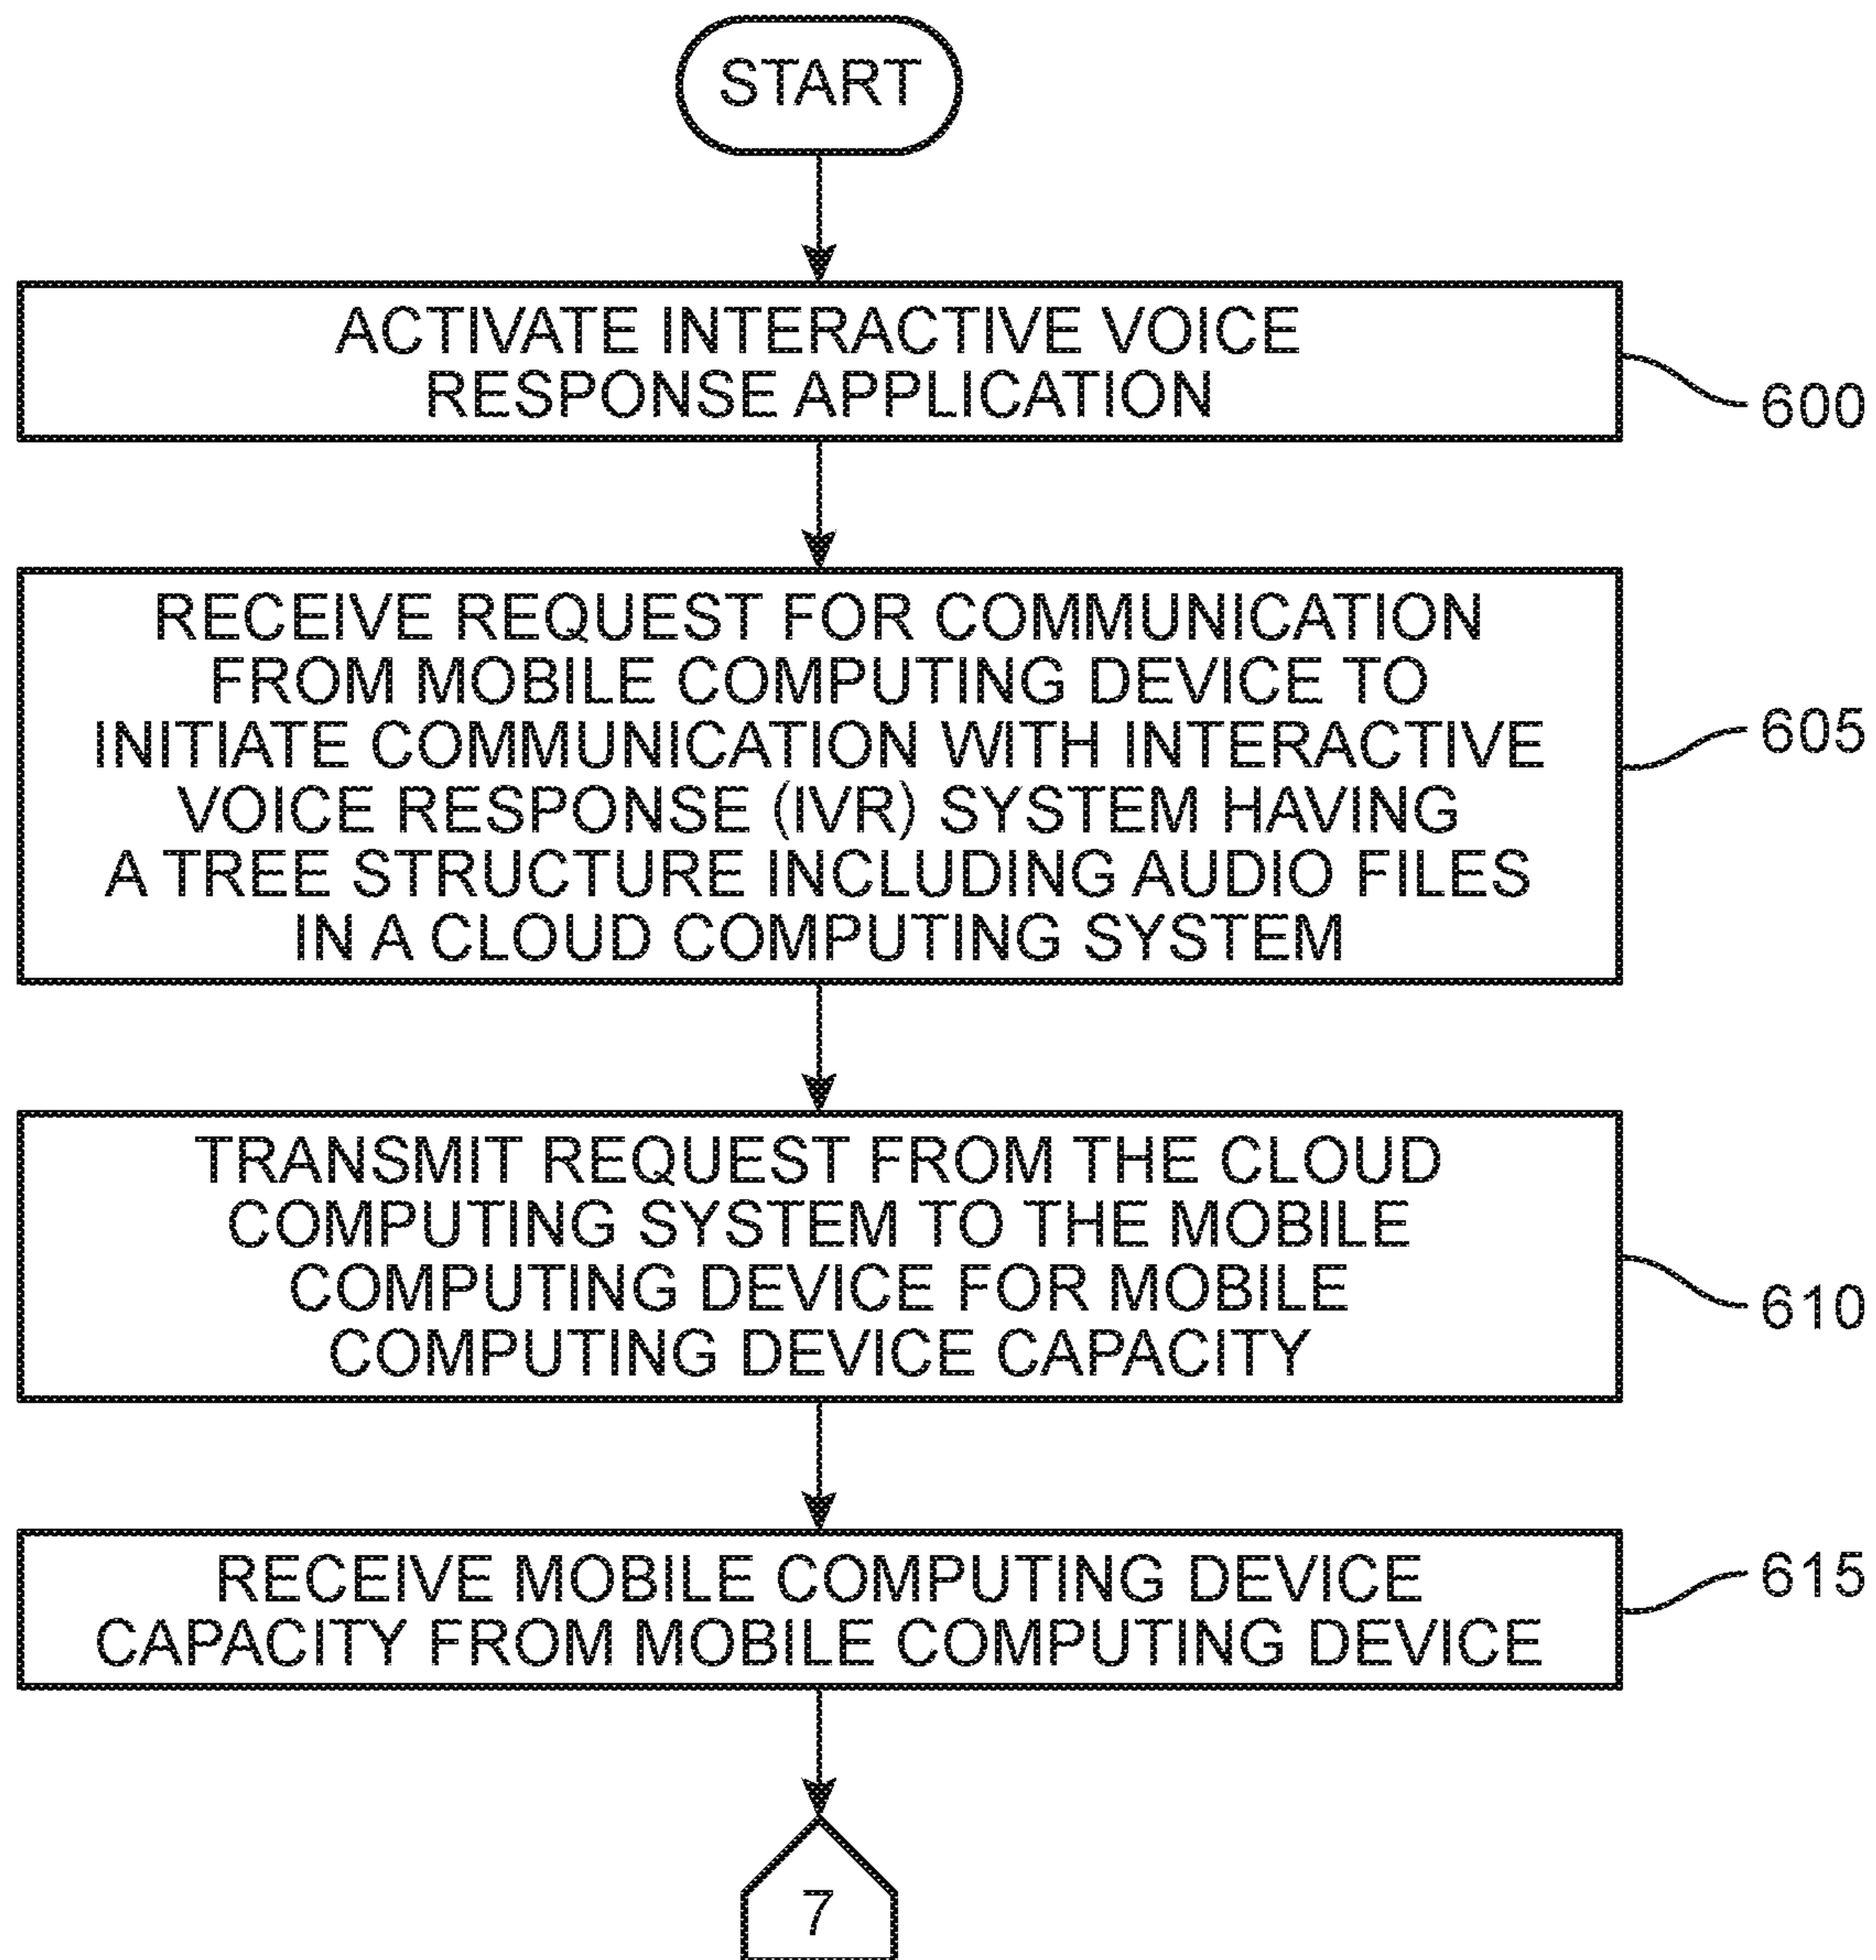 START
ACTIVATE INTERACTIVE VOICE
RESPONSE APPLICATION
600
RECEIVE REQUEST FOR COMMUNICATION
FROM MOBILE COMPUTING DEVICE TO
INITIATE COMMUNICATION WITH INTERACTIVE
VOICE RESPONSE (IVR) SYSTEM HAVING
A TREE STRUCTURE INCLUDING AUDIO FILES
IN A CLOUD COMPUTING SYSTEM
605
TRANSMIT REQUEST FROM THE CLOUD
COMPUTING SYSTEM TO THE MOBILE
COMPUTING DEVICE FOR MOBILE
COMPUTING DEVICE CAPACITY
610
RECEIVE MOBILE COMPUTING DEVICE
CAPACITY FROM MOBILE COMPUTING DEVICE
615
7